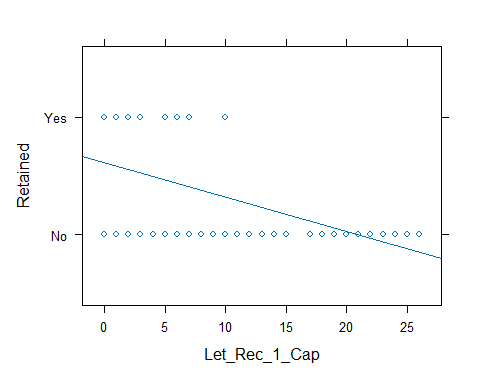 Yes
No
Retained
0 5 10 15 20 25
Let_Rec_1_Cap